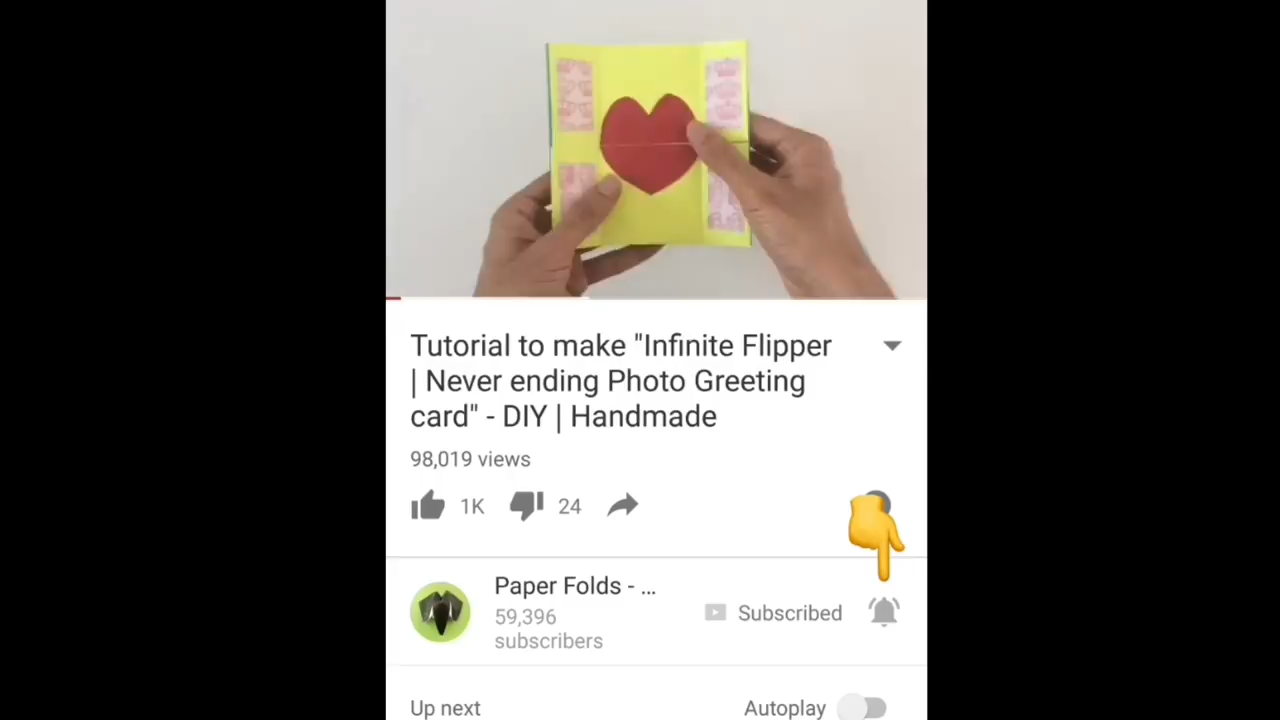 Tutorial to make "Infinite Flipper
| Never ending Photo Greeting
card" - DIY | Handmade
98,019 views
1K 24
Paper Folds - ...
59,396
subscribers
Subscribed
Up next Autoplay